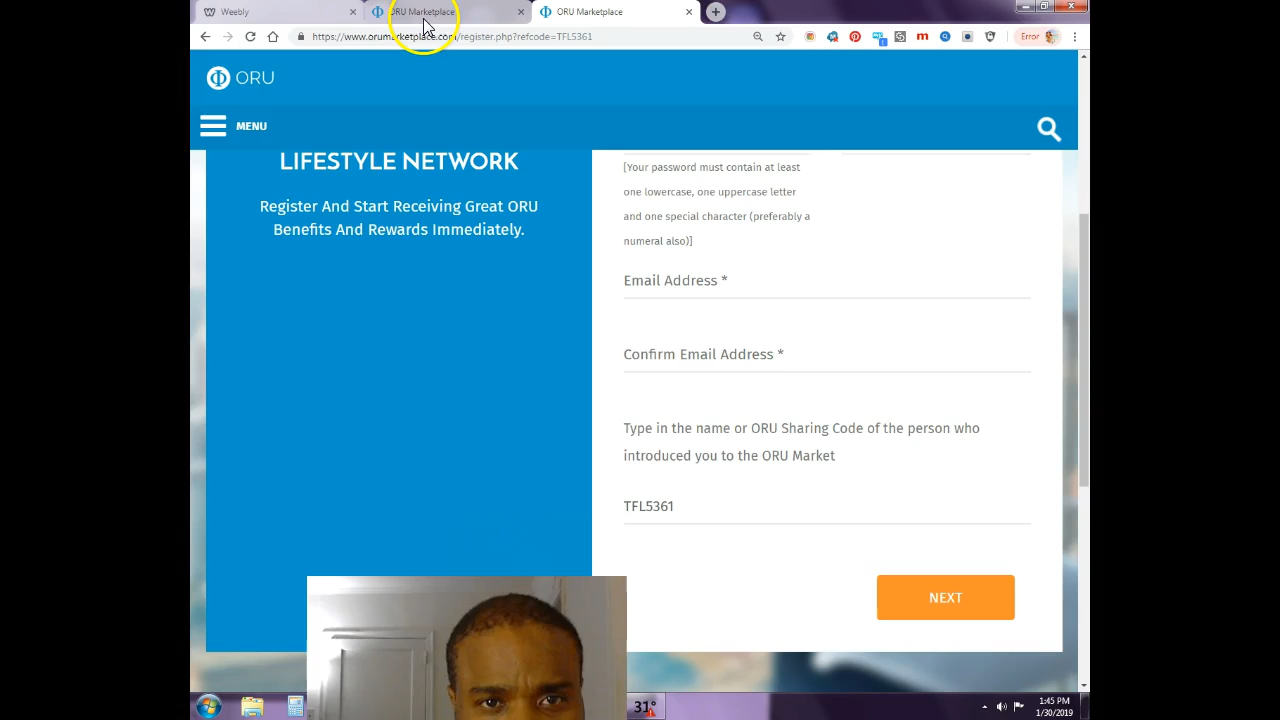 Weebly
ORU Marketplace
ORU Marketplace
https://www.orumarketplace.com/register.php?refcode=TFL5361
Error
ORU
MENU
LIFESTYLE NETWORK
Register And Start Receiving Great ORU
Benefits And Rewards Immediately.
[Your password must contain at least
one lowercase, one uppercase letter
and one special character (preferably a
numeral also)]
Email Address *
Confirm Email Address *
Type in the name or ORU Sharing Code of the person who
introduced you to the ORU Market
TFL5361
NEXT
31°
1:45 PM
1/30/2019